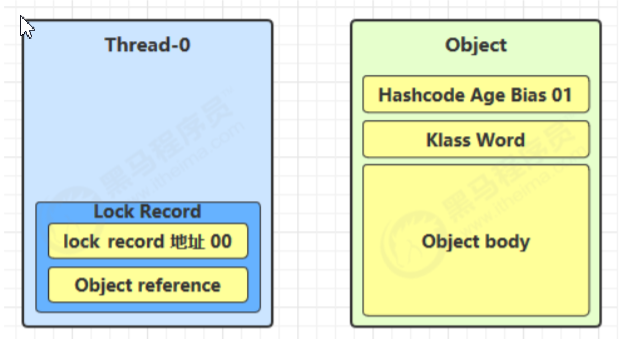 Thread-0
Lock Record
lock record 地址 00
Object reference
Object
Hashcode Age Bias 01
Klass Word
Object body
黑马程序员
www.itheima.com
黑马程序员
www.itheima.com